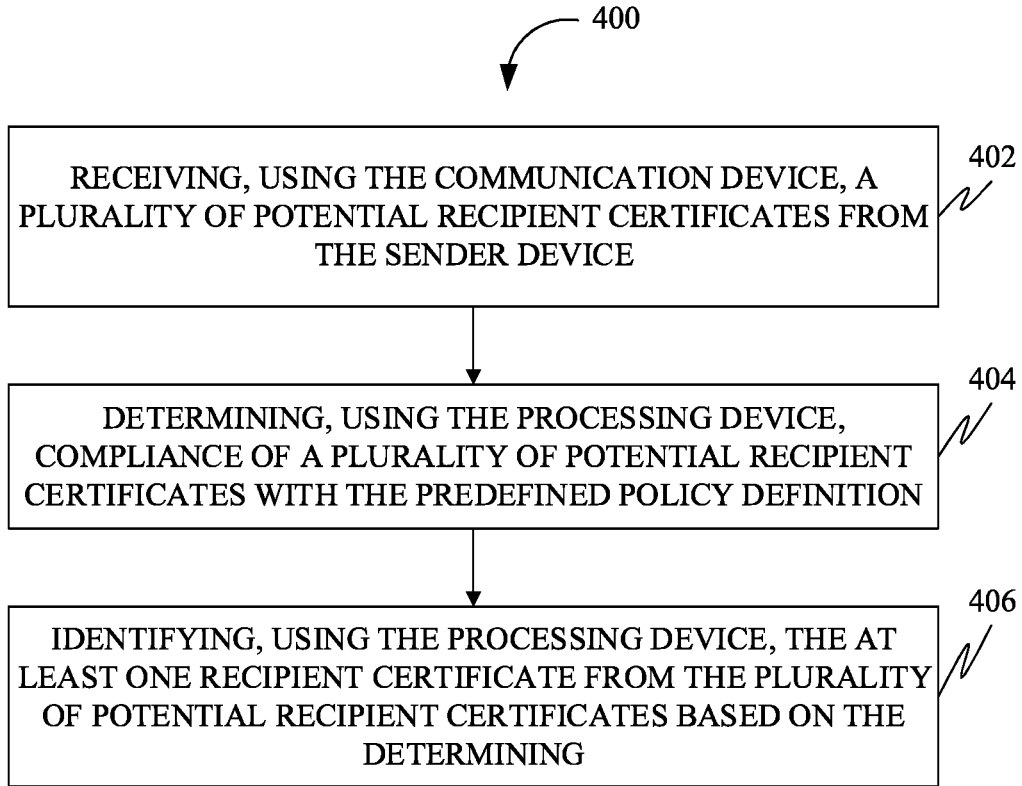 400
402
RECEIVING, USING THE COMMUNICATION DEVICE, A
PLURALITY OF POTENTIAL RECIPIENT CERTIFICATES FROM
THE SENDER DEVICE
404
DETERMINING, USING THE PROCESSING DEVICE,
COMPLIANCE OF A PLURALITY OF POTENTIAL RECIPIENT
CERTIFICATES WITH THE PREDEFINED POLICY DEFINITION
406
IDENTIFYING, USING THE PROCESSING DEVICE, THE AT
LEAST ONE RECIPIENT CERTIFICATE FROM THE PLURALITY
OF POTENTIAL RECIPIENT CERTIFICATES BASED ON THE
DETERMINING